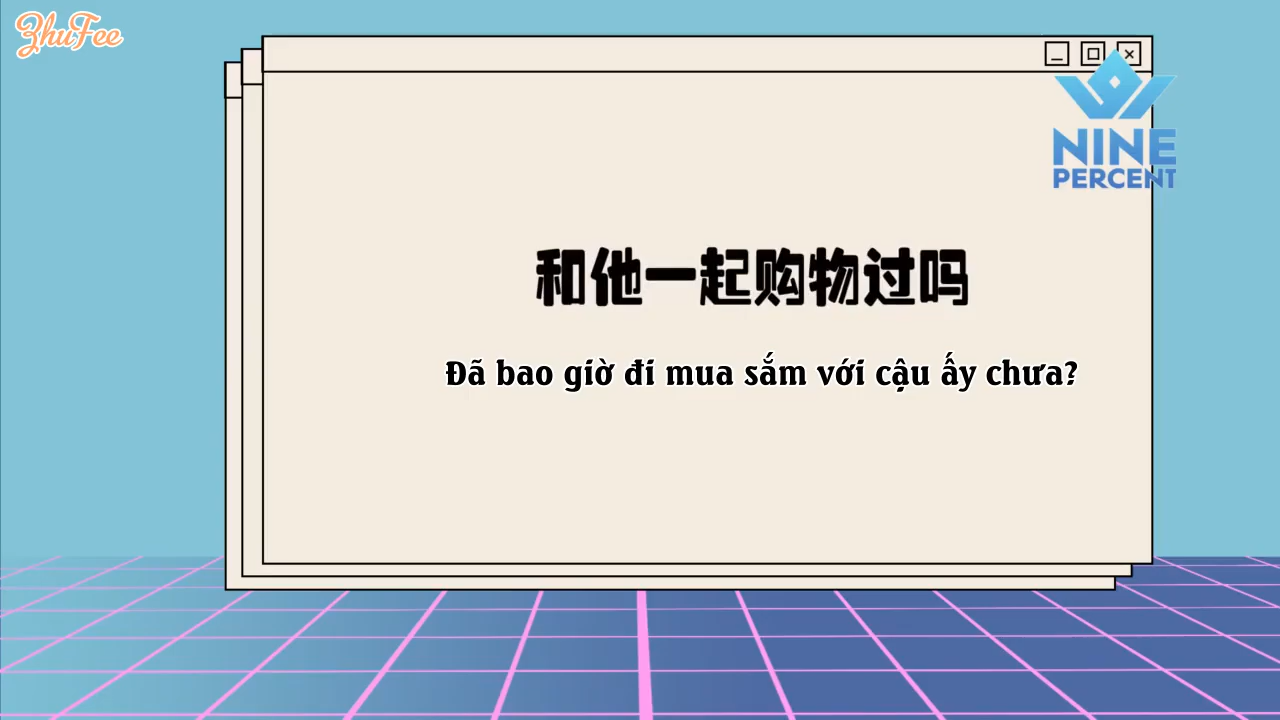 ZhuFee
NINE
PERCENT
和他一起购物过吗
Đã bao giờ đi mua sắm với cậu ấy chưa?